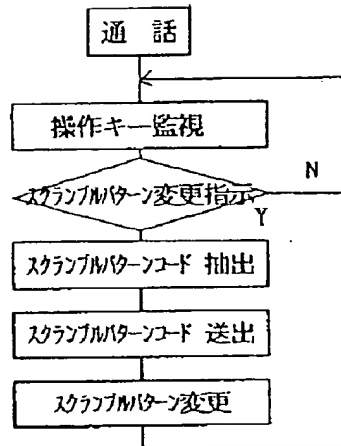 通 話
操作キー監視
スクランブルパターン変更指示
N
Y
スクランブルパターンコード 抽出
スクランブルパターンコード 送出
スクランブルパターン変更